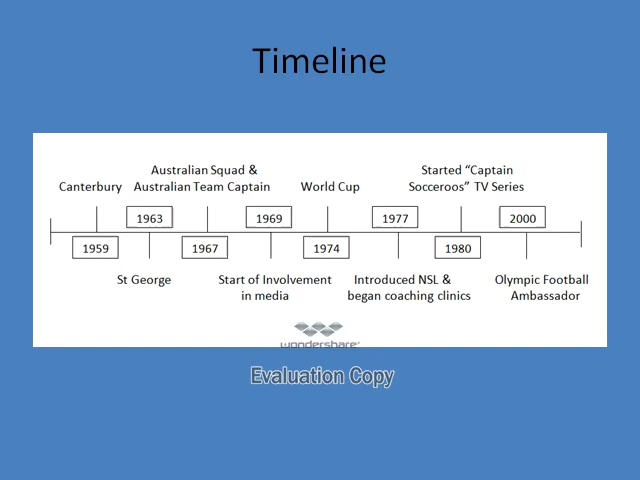 Timeline
Australian Squad &
Started “Captain
Canterbury
Australian Team Captain
World Cup
Socceroos” TV Series
1963
1969
1977
2000
1959
1967
1974
1980
St George
Start of Involvement
in media
Introduced NSL &
began coaching clinics
Olympic Football
Ambassador
wondershare
Evaluation Copy